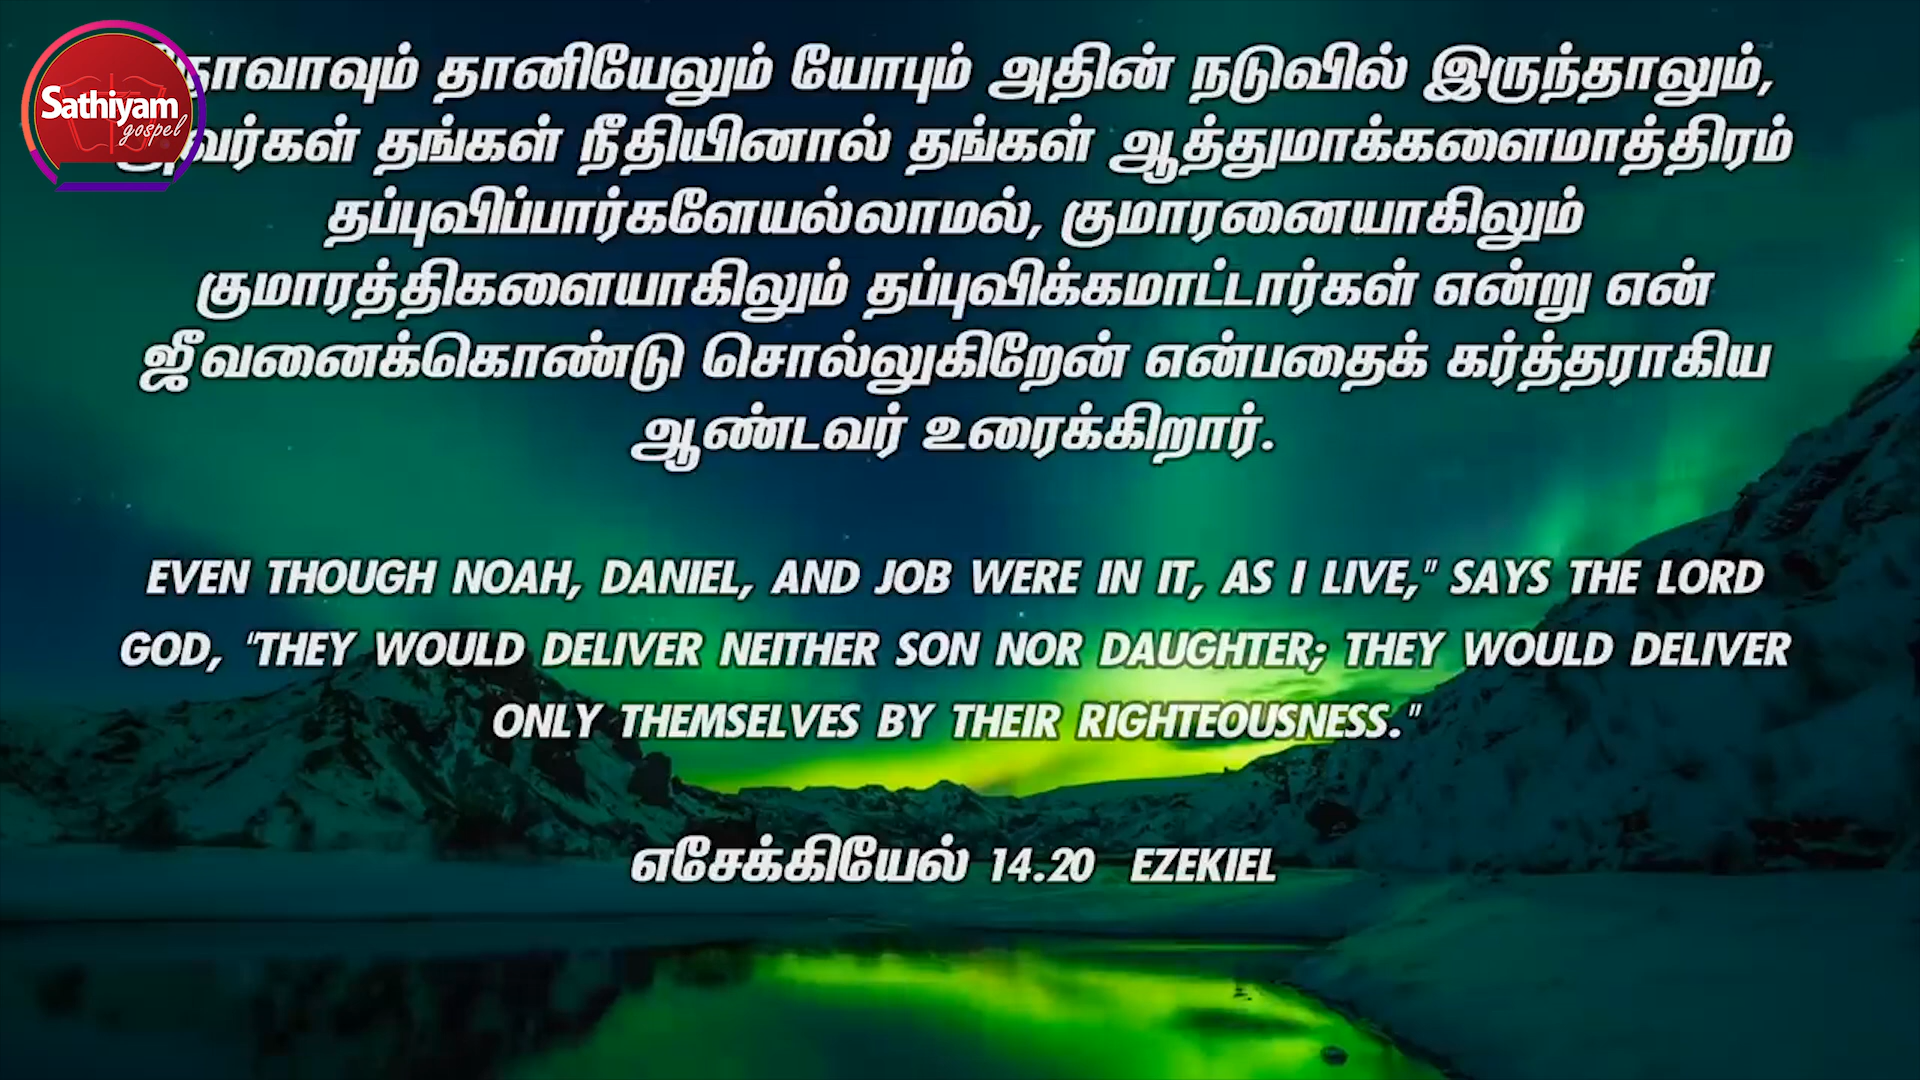 Sathiyam
gospel
தானியேலும் யோபும் அதின் நடுவில் இருந்தாலும்,
தங்கள் நீதியினால் தங்கள் ஆத்துமாக்களைமாத்திரம்
தப்புவிப்பார்களேயல்லாமல், குமாரனையாகிலும்
குமாரத்திகளையாகிலும் தப்புவிக்கமாட்டார்கள் என்று என்
ஜீவனைக்கொண்டு சொல்லுகிறேன் என்பதைக் கர்த்தராகிய
ஆண்டவர் உரைக்கிறார்.
EVEN THOUGH NOAH, DANIEL, AND JOB WERE IN IT, AS I LIVE," SAYS THE LORD
GOD, "THEY WOULD DELIVER NEITHER SON NOR DAUGHTER; THEY WOULD DELIVER
ONLY THEMSELVES BY THEIR RIGHTEOUSNESS."
எசேக்கியேல் 14.20 EZEKIEL